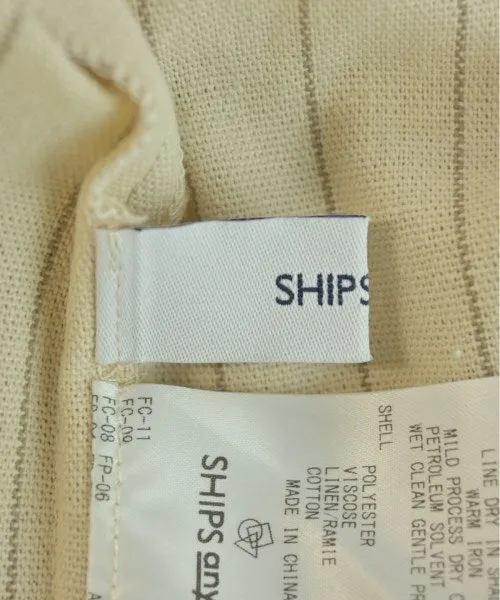 SHIPS
FC-11
FC-09
FC-08 FP-06
SHIPS any
SHELL
POLYESTER
VISCOSE
LINEN/RAMIE
COTTON
MADE IN CHINA
LINE DRY IN
WARM IRON
MILD PROCESS DRY
PETROLEUM SOLVENT
WET CLEAN GENTLE